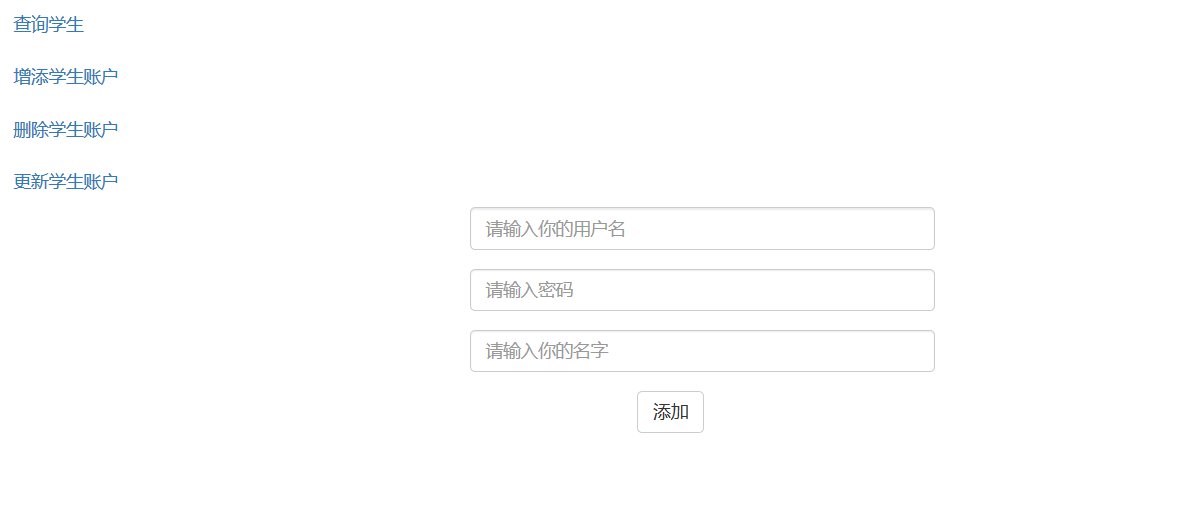 查询学生
增添学生账户
删除学生账户
更新学生账户
请输入你的用户名
请输入密码
请输入你的名字
添加